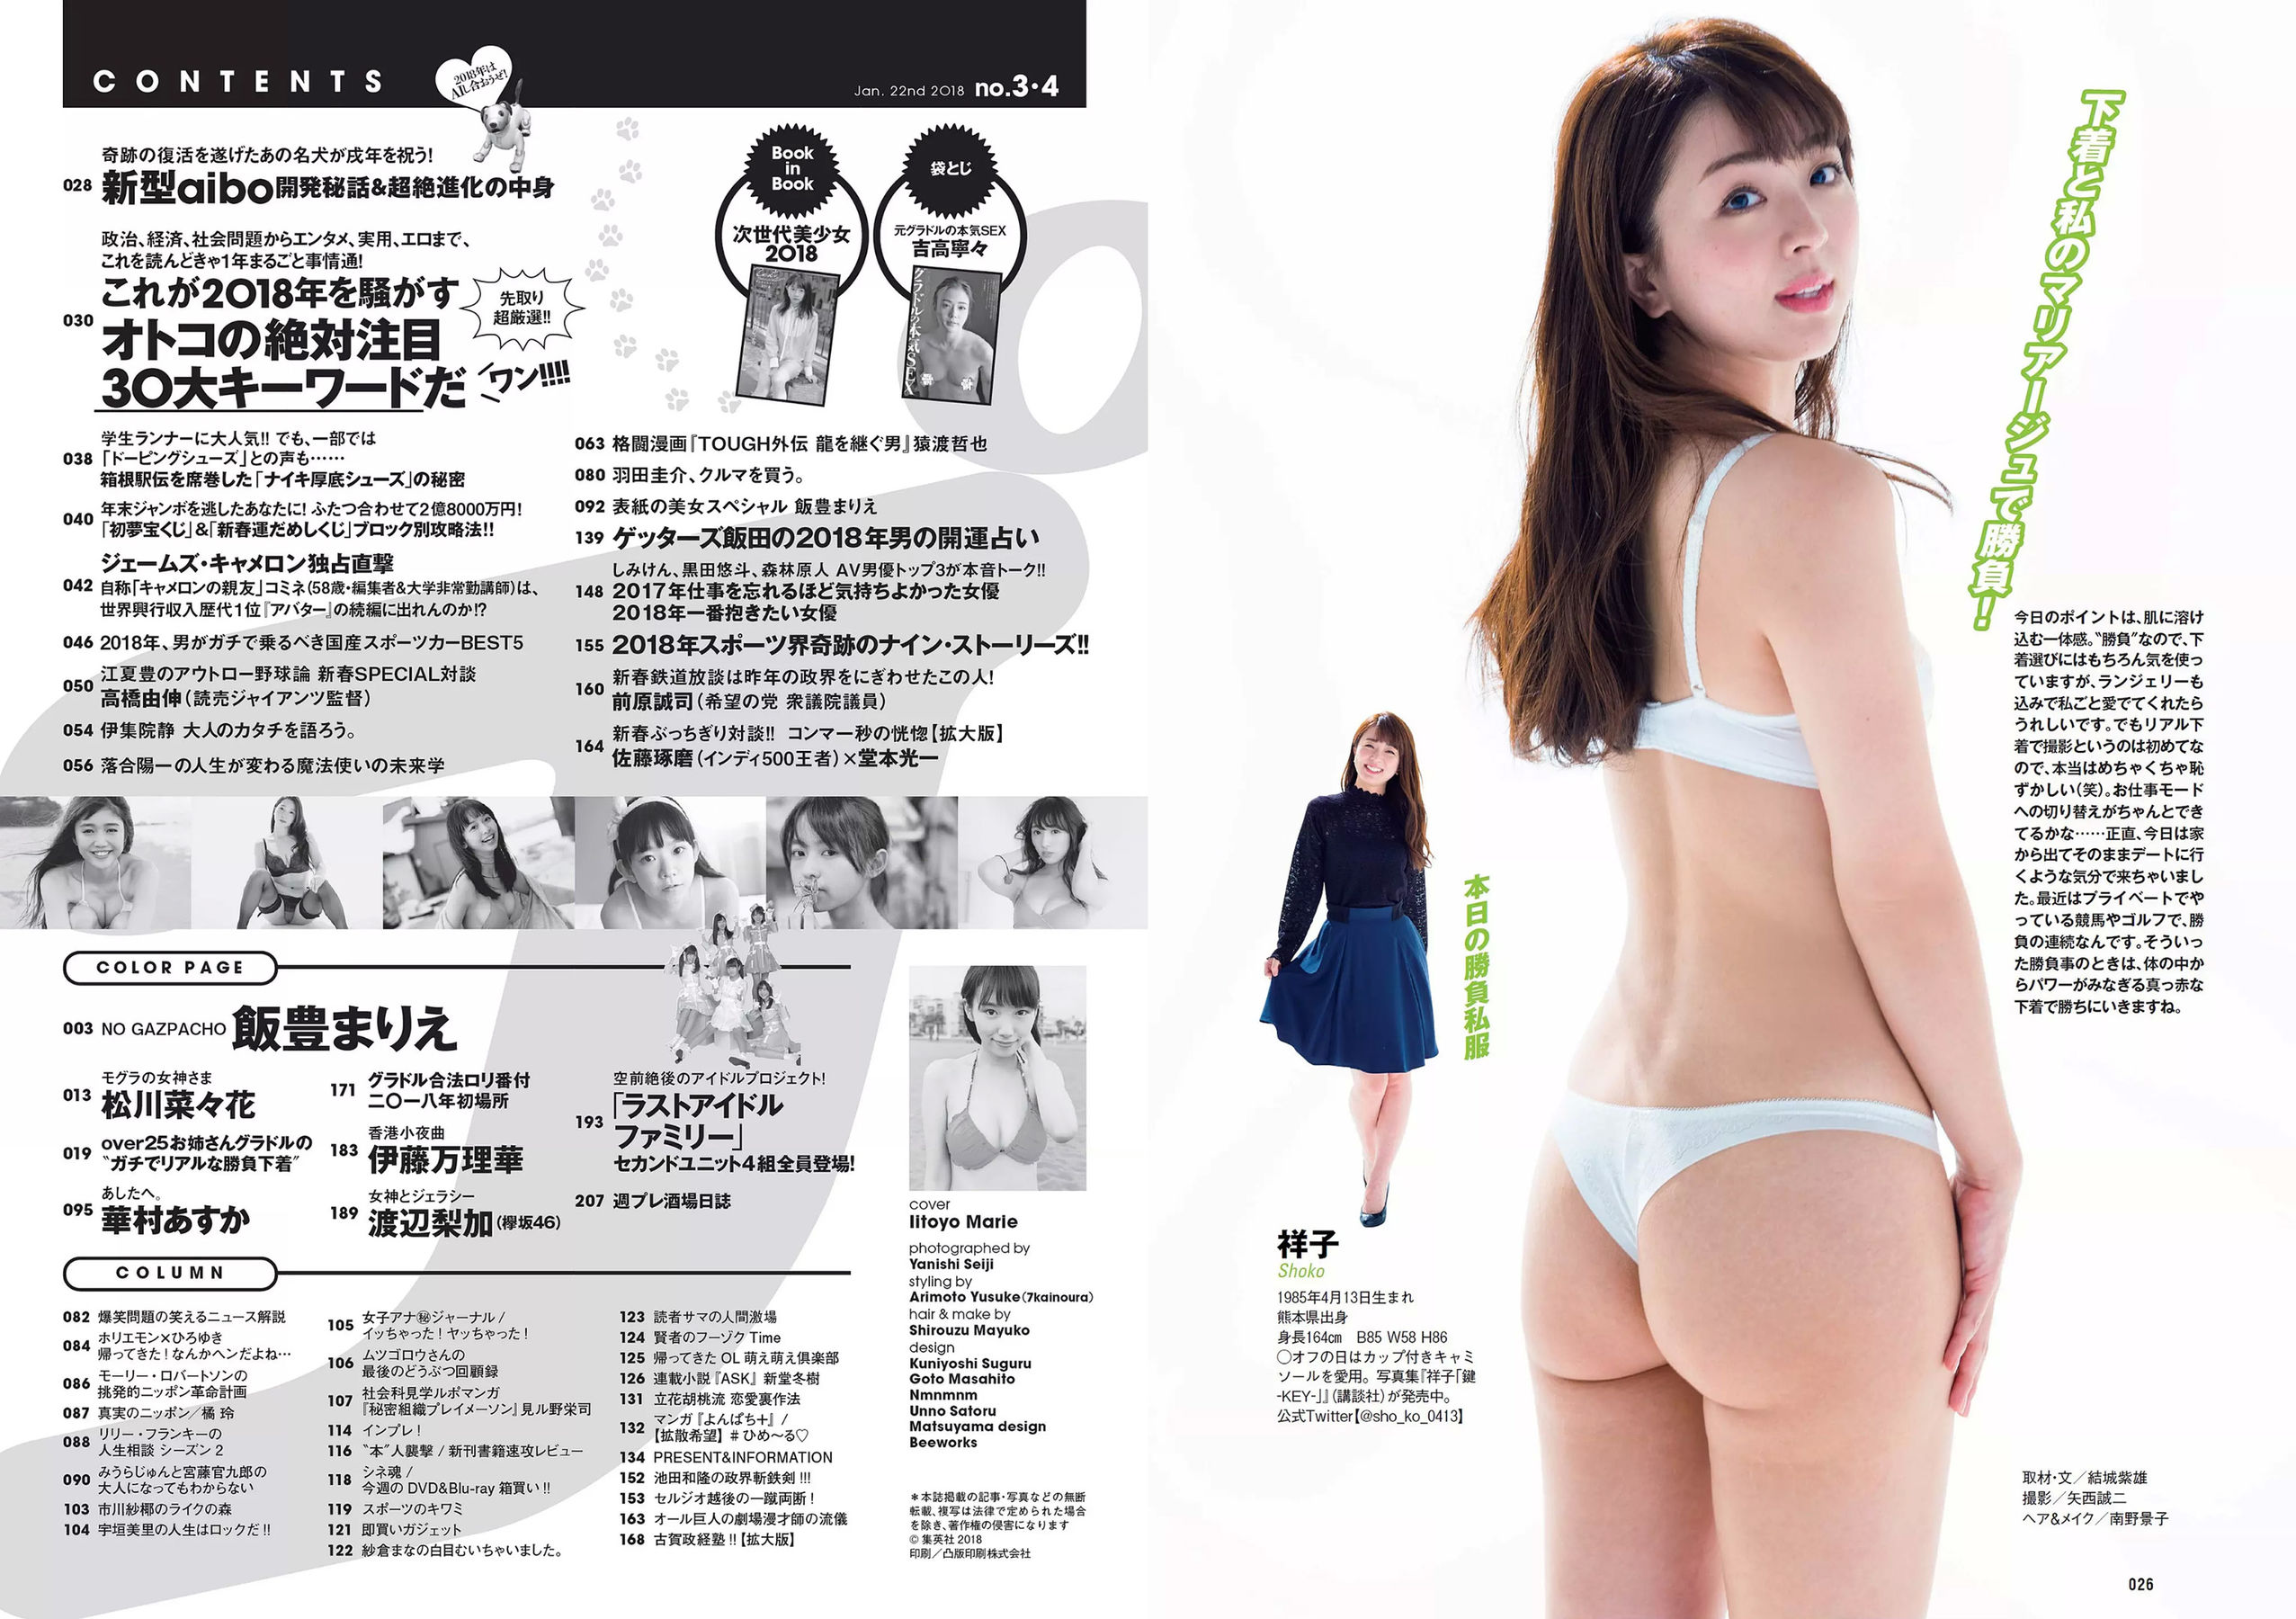 CONTENTS
2018年は
AIし合おうぜ!
Jan. 22nd 2018 no.3・4
奇跡の復活を遂げたあの名犬が戌年を祝う!
028 新型aibo開発秘話&超絶進化の中身
政治、経済、社会問題からエンタメ、実用、エロまで、
これを読んどきゃ1年まるごと事情通!
030 これが2018年を騒がす
オトコの絶対注目
30大キーワードだ
先取り
超厳選!!
ワン!!!!
Book
in
Book
次世代美少女
2018
袋とじ
元グラドルの本気SEX
吉高寧々
グラドルの本気SEX
038 学生ランナーに大人気!! でも、一部では
「ドーピングシューズ」との声も……
箱根駅伝を席巻した「ナイキ厚底シューズ」の秘密
040 年末ジャンボを逃したあなたに! ふたつ合わせて2億8000万円!
「初夢宝くじ」&「新春運だめしくじ」ブロック別攻略法!!
ジェームズ・キャメロン独占直撃
042 自称「キャメロンの親友」コミネ(58歳・編集者&大学非常勤講師)は、
世界興行収入歴代1位『アバター』の続編に出れんのか!?
046 2018年、男がガチで乗るべき国産スポーツカーBEST5
050 江夏豊のアウトロー野球論 新春SPECIAL対談
高橋由伸(読売ジャイアンツ監督)
054 伊集院静 大人のカタチを語ろう。
056 落合陽一の人生が変わる魔法使いの未来学
063 格闘漫画『TOUGH外伝 龍を継ぐ男』猿渡哲也
080 羽田圭介、クルマを買う。
092 表紙の美女スペシャル 飯豊まりえ
139 ゲッターズ飯田の2018年男の開運占い
しみけん、黒田悠斗、森林原人 AV男優トップ3が本音トーク!!
148 2017年仕事を忘れるほど気持ちよかった女優
2018年一番抱きたい女優
155 2018年スポーツ界奇跡のナイン・ストーリーズ!!
160 新春鉄道放談は昨年の政界をにぎわせたこの人!
前原誠司(希望の党 衆議院議員)
164 新春ぶっちぎり対談!! コンマ一秒の恍惚【拡大版】
佐藤琢磨(インディ500王者)×堂本光一
COLOR PAGE
003 NO GAZPACHO 飯豊まりえ
013 モグラの女神さま
松川菜々花
019 over25お姉さんグラドルの
“ガチでリアルな勝負下着”
095 あしたへ。
華村あすか
171 グラドル合法ロリ番付
二〇一八年初場所
183 香港小夜曲
伊藤万理華
189 女神とジェラシー
渡辺梨加(欅坂46)
空前絶後のアイドルプロジェクト!
193 「ラストアイドル
ファミリー」
セカンドユニット4組全員登場!
207 週プレ酒場日誌
COLUMN
082 爆笑問題の笑えるニュース解説
084 ホリエモン×ひろゆき
帰ってきた!なんかヘンだよね…
086 モーリー・ロバートソンの
挑発的ニッポン革命計画
087 真実のニッポン/橘 玲
088 リリー・フランキーの
人生相談 シーズン2
090 みうらじゅんと宮藤官九郎の
大人になってもわからない
103 市川紗椰のライクの森
104 宇垣美里の人生はロックだ!!
105 女子アナ㊙ジャーナル /
イッちゃった!ヤッちゃった!
106 ムツゴロウさんの
最後のどうぶつ回顧録
107 社会科見学ルポマンガ
『秘密組織プレイメーソン』見ル野栄司
114 インプレ!
116 “本”人襲撃 / 新刊書籍速攻レビュー
118 シネ魂 /
今週の DVD&Blu-ray 箱買い!!
119 スポーツのキワミ
121 即買いガジェット
122 紗倉まなの白目むいちゃいました。
123 読者サマの人間激場
124 賢者のフーゾク Time
125 帰ってきた OL 萌え萌え倶楽部
126 連載小説『ASK』新堂冬樹
131 立花胡桃流 恋愛裏作法
132 マンガ『よんぱち+』 /
【拡散希望】 #ひめ〜る♡
134 PRESENT&INFORMATION
152 池田和隆の政界斬鉄剣!!!
153 セルジオ越後の一蹴両断!
163 オール巨人の劇場漫才師の流儀
168 古賀政経塾!!【拡大版】
cover
Iitoyo Marie
photographed by
Yanishi Seiji
styling by
Arimoto Yusuke(7kainoura)
hair & make by
Shirouzu Mayuko
design
Kuniyoshi Suguru
Goto Masahito
Nmnmnm
Unno Satoru
Matsuyama design
Beeworks
*本誌掲載の記事・写真などの無断
転載、複写は法律で定められた場合
を除き、著作権の侵害になります
© 集英社 2018
印刷/凸版印刷株式会社
下着と私のマリアージュで勝負!
今日のポイントは、肌に溶け
込む一体感。“勝負”なので、下
着選びにはもちろん気を使っ
ていますが、ランジェリーも
込みで私ごと愛でてくれたら
うれしいです。でもリアル下
着で撮影というのは初めてな
ので、本当はめちゃくちゃ恥
ずかしい(笑)。お仕事モード
への切り替えがちゃんとでき
てるかな……正直、今日は家
から出てそのままデートに行
くような気分で来ちゃいまし
た。最近はプライベートでや
っている競馬やゴルフで、勝
負の連続なんです。そういっ
た勝負事のときは、体の中か
らパワーがみなぎる真っ赤な
下着で勝ちにいきますね。
本日の勝負私服
祥子
Shoko
1985年4月13日生まれ
熊本県出身
身長164㎝ B85 W58 H86
◯オフの日はカップ付きキャミ
ソールを愛用。写真集『祥子「鍵
-KEY-」』(講談社)が発売中。
公式Twitter【@sho_ko_0413】
取材・文/結城紫雄
撮影/矢西誠二
ヘア&メイク/南野景子
026